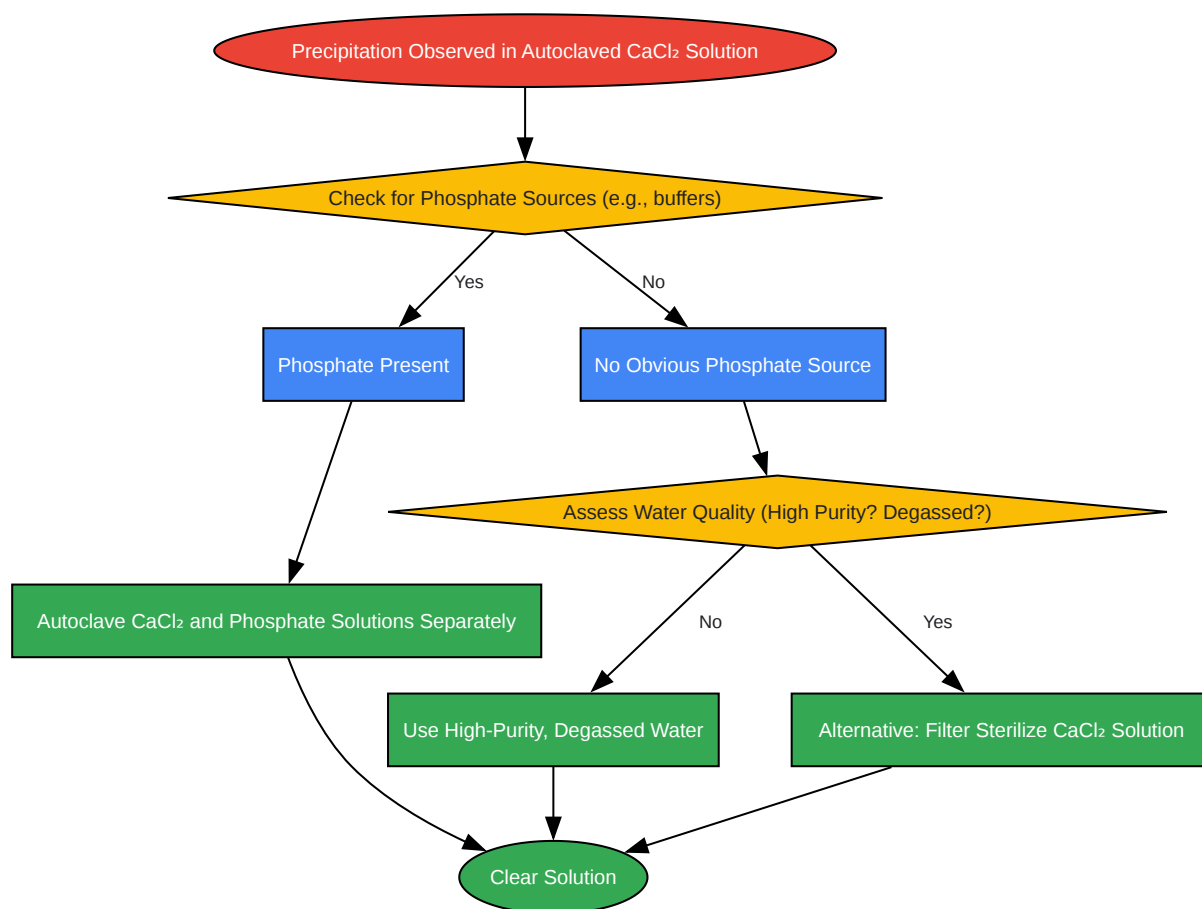 Precipitation Observed in Autoclaved CaCl₂ Solution
Check for Phosphate Sources (e.g., buffers)
Yes
No
Phosphate Present
No Obvious Phosphate Source
Assess Water Quality (High Purity? Degassed?)
Autoclave CaCl₂ and Phosphate Solutions Separately
No
Yes
Use High-Purity, Degassed Water
Alternative: Filter Sterilize CaCl₂ Solution
Clear Solution